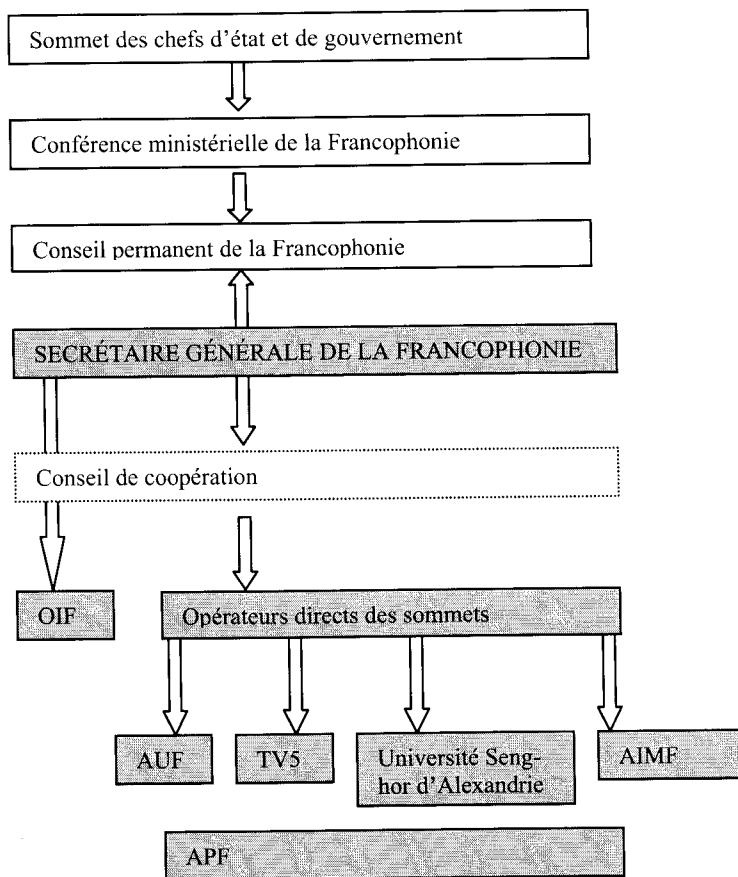 Sommet des chefs d'état et de gouvernement
Conférence ministérielle de la Francophonie
Conseil permanent de la Francophonie
SECRÉTAIRE GÉNÉRALE DE LA FRANCOPHONIE
Conseil de coopération
OIF
Opérateurs directs des sommets
AUF
TV5
Université Seng-
hor d'Alexandrie
AIMF
APF